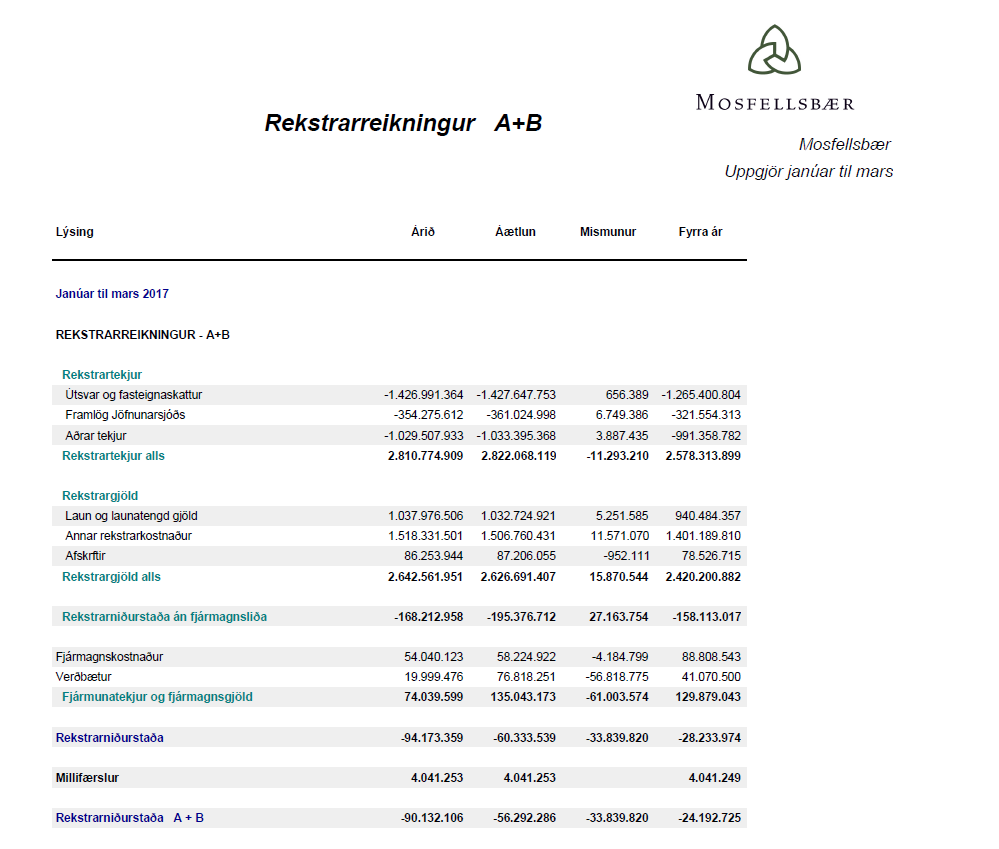 MOSFELLSBÆR
Rekstrarreikningur A+B
Mosfellsbær
Uppgjör janúar til mars
Lýsing Árið Áætlun Mismunur Fyrra ár
Janúar til mars 2017
REKSTRARREIKNINGUR - A+B
Rekstrartekjur
Útsvar og fasteignaskattur -1.426.991.364 -1.427.647.753 656.389 -1.265.400.804
Framlög Jöfnunarsjóðs -354.275.612 -361.024.998 6.749.386 -321.554.313
Aðrar tekjur -1.029.507.933 -1.033.395.368 3.887.435 -991.358.782
Rekstrartekjur alls 2.810.774.909 2.822.068.119 -11.293.210 2.578.313.899
Rekstrargjöld
Laun og launatengd gjöld 1.037.976.506 1.032.724.921 5.251.585 940.484.357
Annar rekstrarkostnaður 1.518.331.501 1.506.760.431 11.571.070 1.401.189.810
Afskrftir 86.253.944 87.206.055 -952.111 78.526.715
Rekstrargjöld alls 2.642.561.951 2.626.691.407 15.870.544 2.420.200.882
Rekstrarniðurstaða án fjármagnsliða -168.212.958 -195.376.712 27.163.754 -158.113.017
Fjármagnskostnaður 54.040.123 58.224.922 -4.184.799 88.808.543
Verðbætur 19.999.476 76.818.251 -56.818.775 41.070.500
Fjármunatekjur og fjármagnsgjöld 74.039.599 135.043.173 -61.003.574 129.879.043
Rekstrarniðurstaða -94.173.359 -60.333.539 -33.839.820 -28.233.974
Millifærslur 4.041.253 4.041.253 4.041.249
Rekstrarniðurstaða A + B -90.132.106 -56.292.286 -33.839.820 -24.192.725